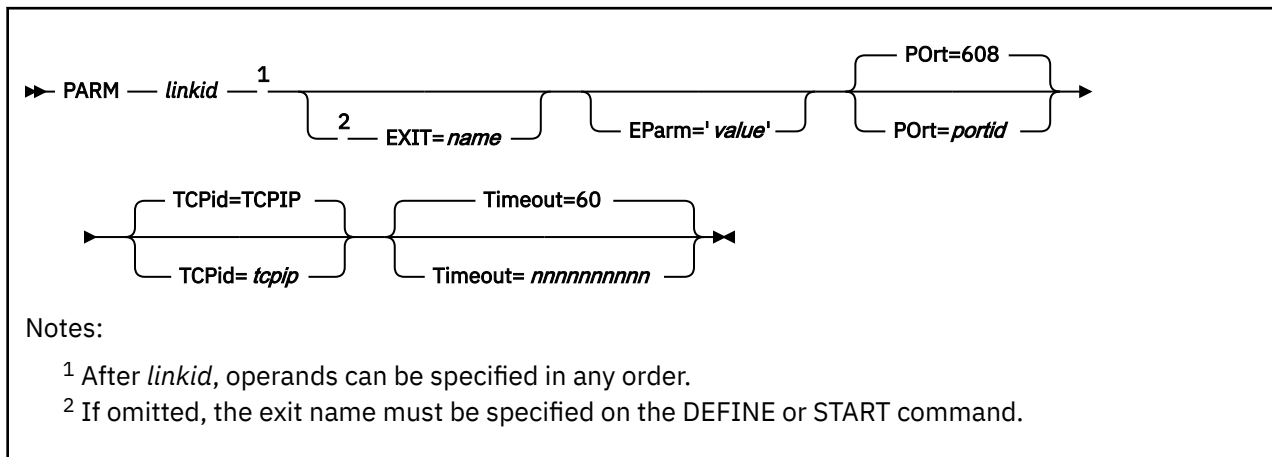 POrt=608
PARM linkid 1
2 EXIT=name EParm='value' POrt=portid
TCPid=TCPIP Timeout=60
TCPid=tcpip Timeout=nnnnnnnnnn
Notes:
1 After linkid, operands can be specified in any order.
2 If omitted, the exit name must be specified on the DEFINE or START command.